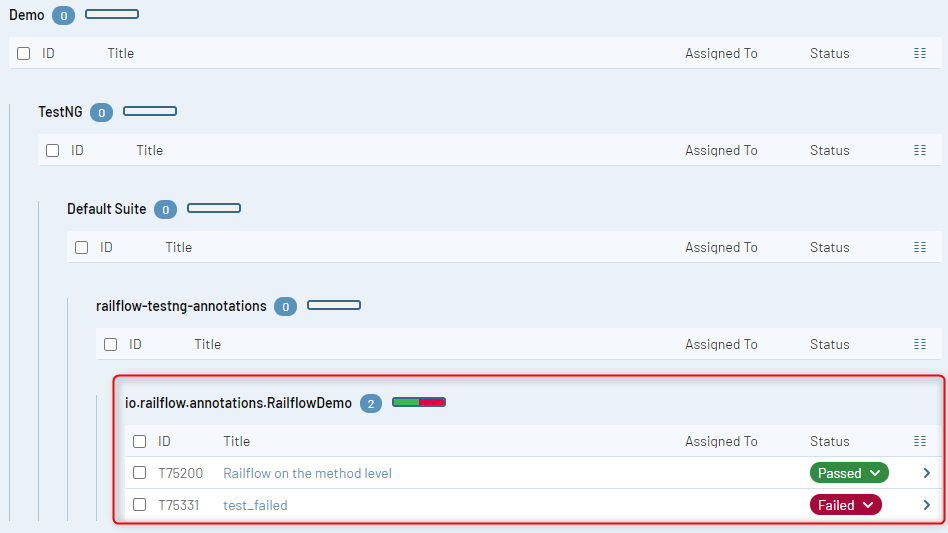 Demo 0
ID Title Assigned To Status
TestNG 0
ID Title Assigned To Status
Default Suite 0
ID Title Assigned To Status
railflow-testng-annotations 0
ID Title Assigned To Status
io.railflow.annotations.RailflowDemo 2
ID Title Assigned To Status
T75200 Railflow on the method level Passed
T75331 test_failed Failed